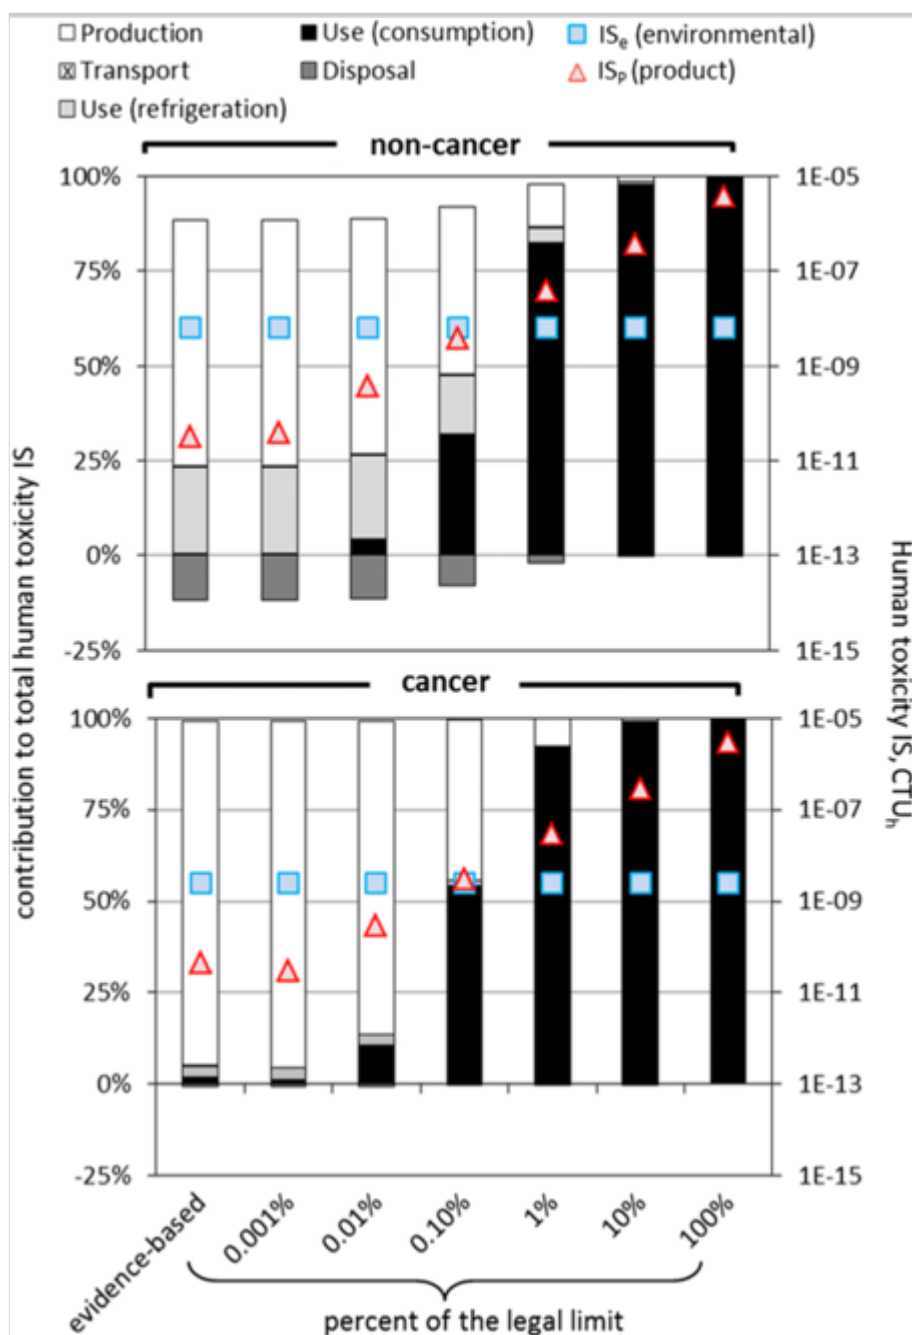 Production Use (consumption) ISe (environmental)
Transport Disposal ISP (product)
Use (refrigeration)
non-cancer
100% 1E-05
75% 1E-07
50% 1E-09
25% 1E-11
0% 1E-13
-25% 1E-15
cancer
100% 1E-05
75% 1E-07
50% 1E-09
25% 1E-11
0% 1E-13
-25% 1E-15
contribution to total human toxicity IS
Human toxicity IS, CTUh
evidence-based 0.001% 0.01% 0.10% 1% 10% 100%
percent of the legal limit